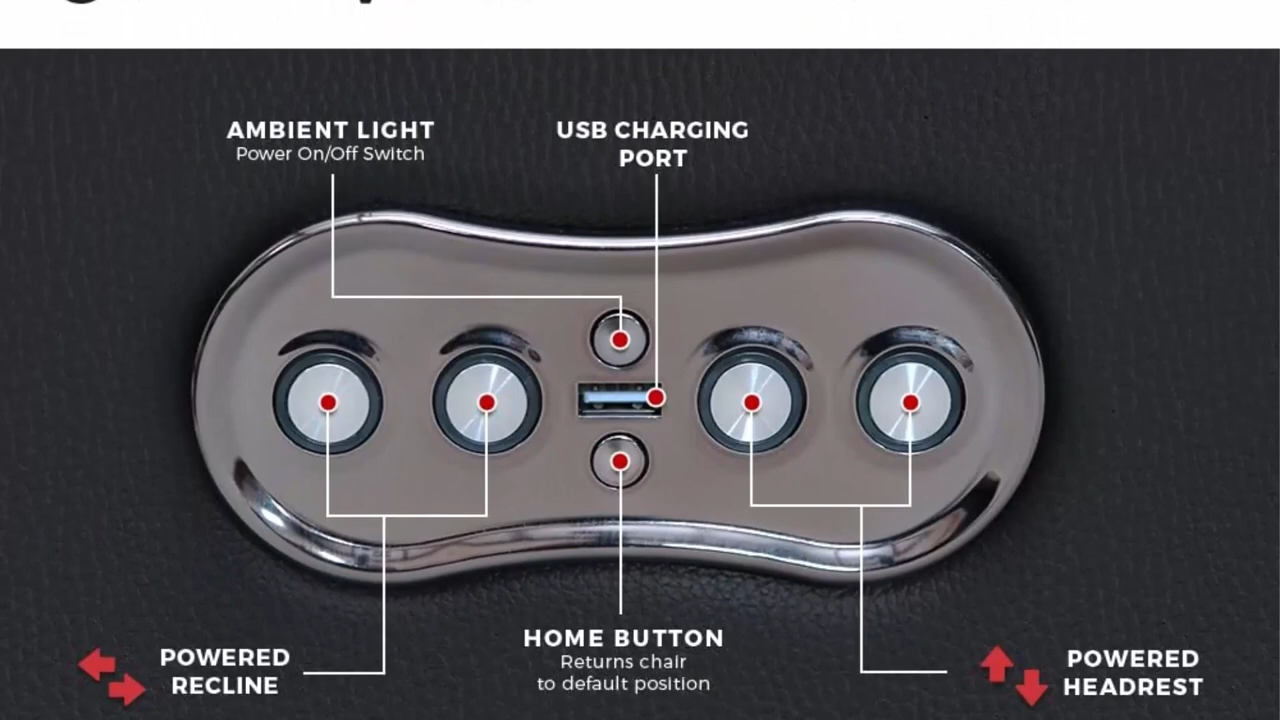 AMBIENT LIGHT
Power On/Off Switch
USB CHARGING
PORT
HOME BUTTON
Returns chair
to default position
POWERED
RECLINE
POWERED
HEADREST